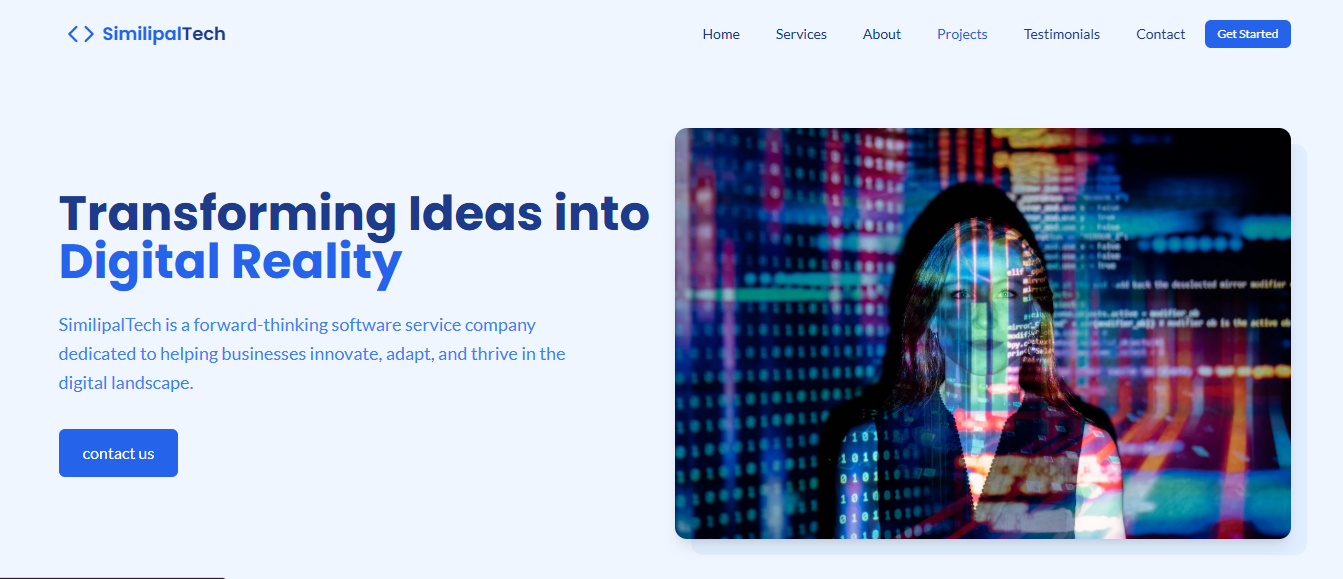 SimilipalTech
Home Services About Projects Testimonials Contact Get Started
Transforming Ideas into
Digital Reality
SimilipalTech is a forward-thinking software service company
dedicated to helping businesses innovate, adapt, and thrive in the
digital landscape.
contact us